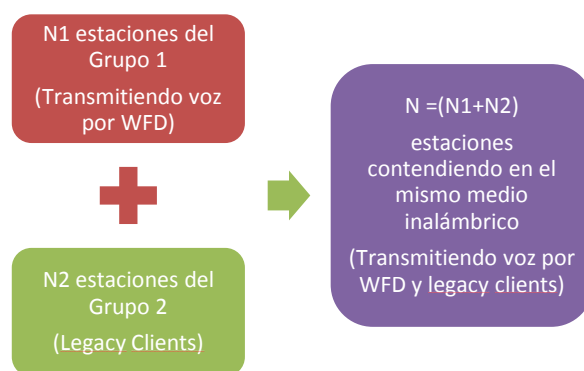 N1 estaciones del
Grupo 1
(Transmitiendo voz
por WFD)
N2 estaciones del
Grupo 2
(Legacy Clients)
N =(N1+N2)
estaciones
contendiendo en el
mismo medio
inalámbrico
(Transmitiendo voz por
WFD y legacy clients)